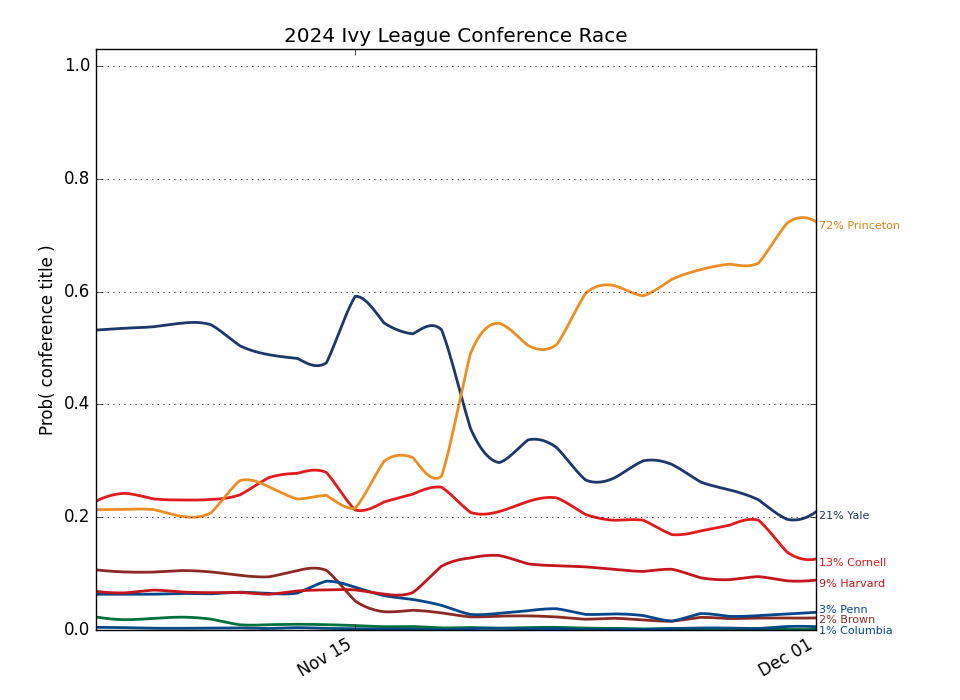 2024 Ivy League Conference Race
Prob( conference title )
1.0
0.8
0.6
0.4
0.2
0.0
Nov 15
Dec 01
72% Princeton
21% Yale
13% Cornell
9% Harvard
3% Penn
2% Brown
1% Columbia